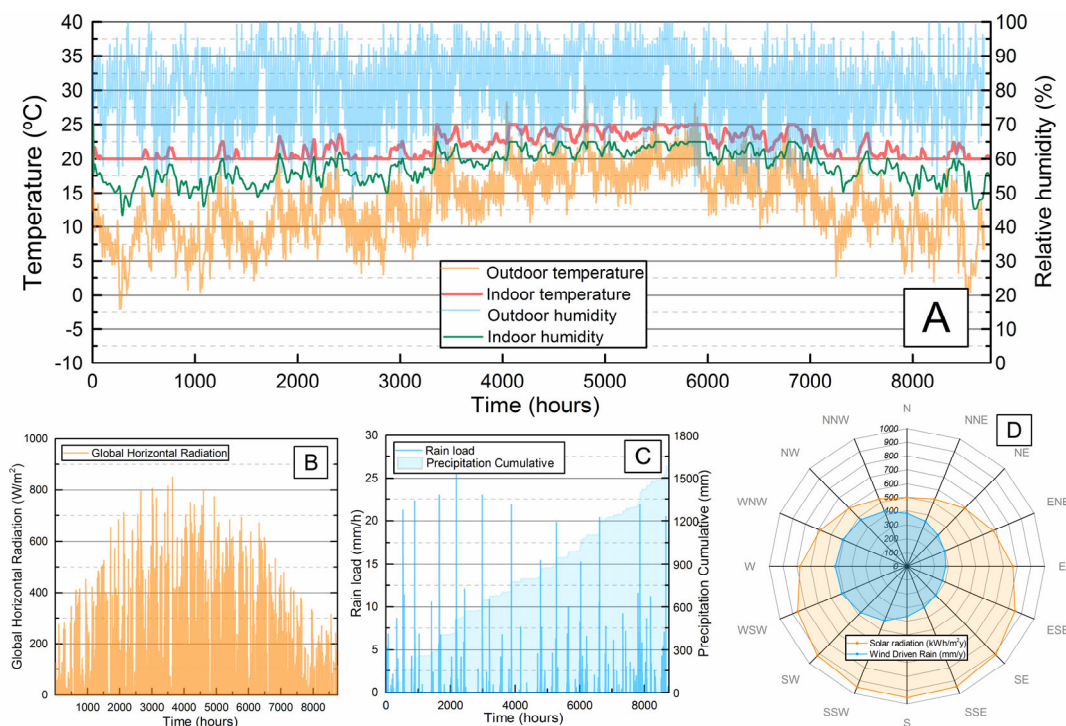 40
35
30
25
20
15
10
5
0
-5
-10
Temperature (ºC)
100
90
80
70
60
50
40
30
20
10
0
Relative humidity (%)
Outdoor temperature
Indoor temperature
Outdoor humidity
Indoor humidity
A
0 1000 2000 3000 4000 5000 6000 7000 8000
Time (hours)
1000
800
600
400
200
0
Global Horizontal Radiation (W/m²)
Global Horizontal Radiation
B
1000 2000 3000 4000 5000 6000 7000 8000
Time (hours)
30
25
20
15
10
5
0
Rain load (mm/h)
Rain load
Precipitation Cumulative
C
1800
1500
1200
900
600
300
000
Precipitation Cumulative (mm)
0 2000 4000 6000 8000
Time (hours)
D
N
NNE
NE
ENE
E
ESE
SE
SSE
S
SSW
SW
WSW
W
WNW
NW
NNW
1000
900
800
700
600
500
400
300
200
100
0
Solar radiation (kWh/m²y)
Wind Driven Rain (mm/y)